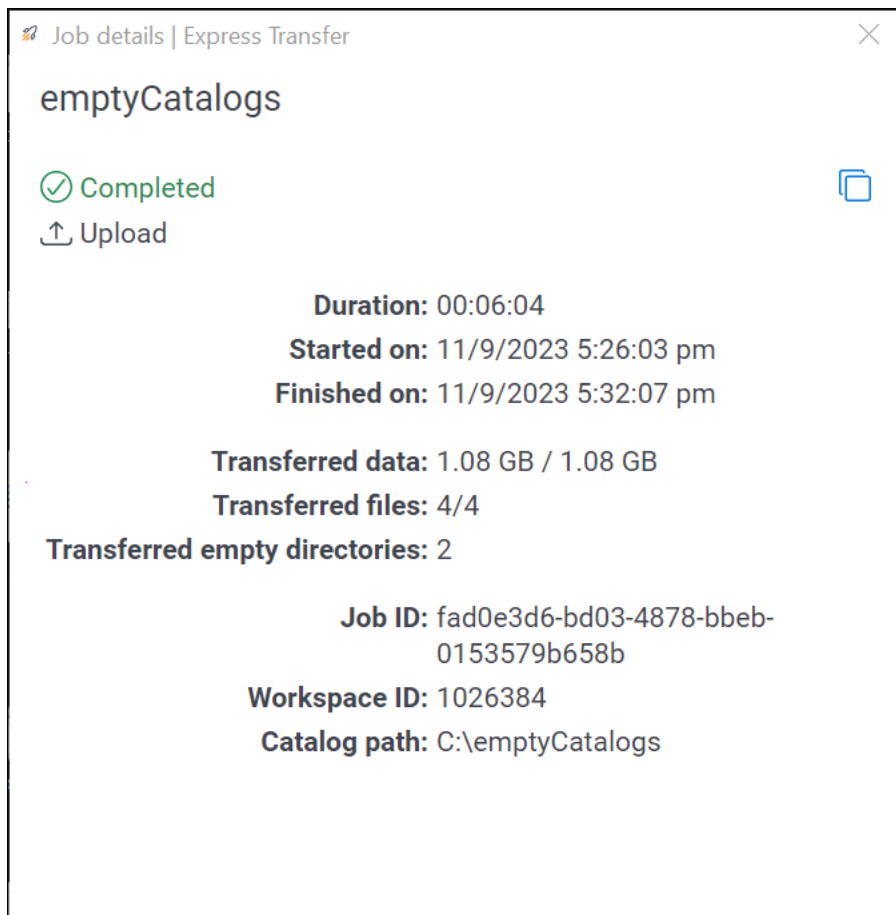 Job details | Express Transfer
emptyCatalogs
Completed
Upload
Duration: 00:06:04
Started on: 11/9/2023 5:26:03 pm
Finished on: 11/9/2023 5:32:07 pm
Transferred data: 1.08 GB / 1.08 GB
Transferred files: 4/4
Transferred empty directories: 2
Job ID: fad0e3d6-bd03-4878-bbeb-
0153579b658b
Workspace ID: 1026384
Catalog path: C:\emptyCatalogs